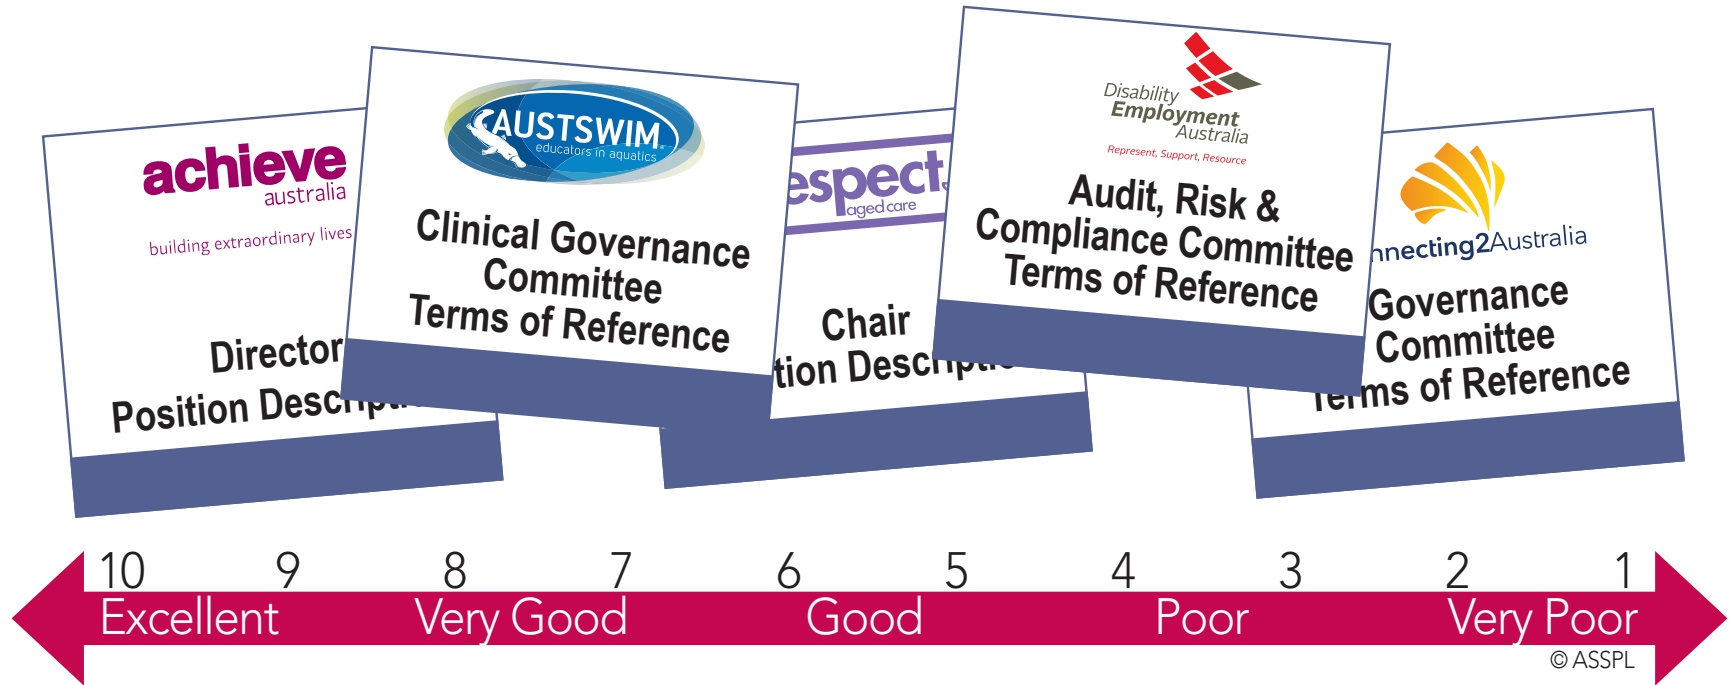 achieve
australia
building extraordinary lives
Director
Position
AUSTSWIM
educators in aquatics
Clinical Governance
Committee
Terms of Reference
espect
aged care
Chair
tion
Disability
Employment
Australia
Represent, Support, Resource
Audit, Risk &
Compliance Committee
Terms of Reference
nnecting2Australia
Governance
Committee
Terms of Reference
10 9 8 7 6 5 4 3 2 1
Excellent Very Good Good Poor Very Poor
© ASSPL